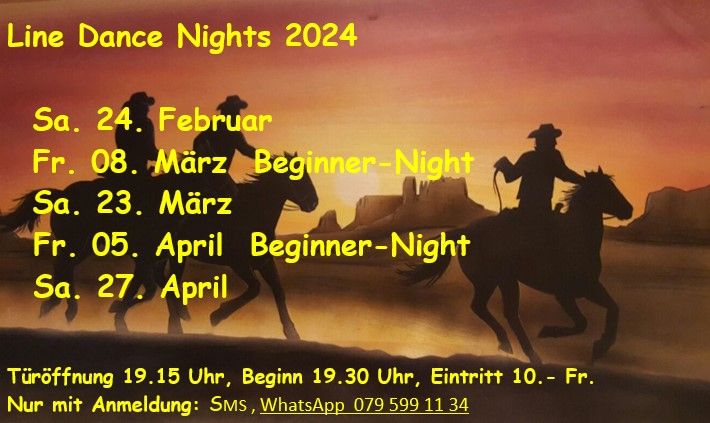 Line Dance Nights 2024
Sa. 24. Februar
Fr. 08. März Beginner-Night
Sa. 23. März
Fr. 05. April Beginner-Night
Sa. 27. April
Türöffnung 19.15 Uhr, Beginn 19.30 Uhr, Eintritt 10.- Fr.
Nur mit Anmeldung: SMS , WhatsApp 079 599 11 34